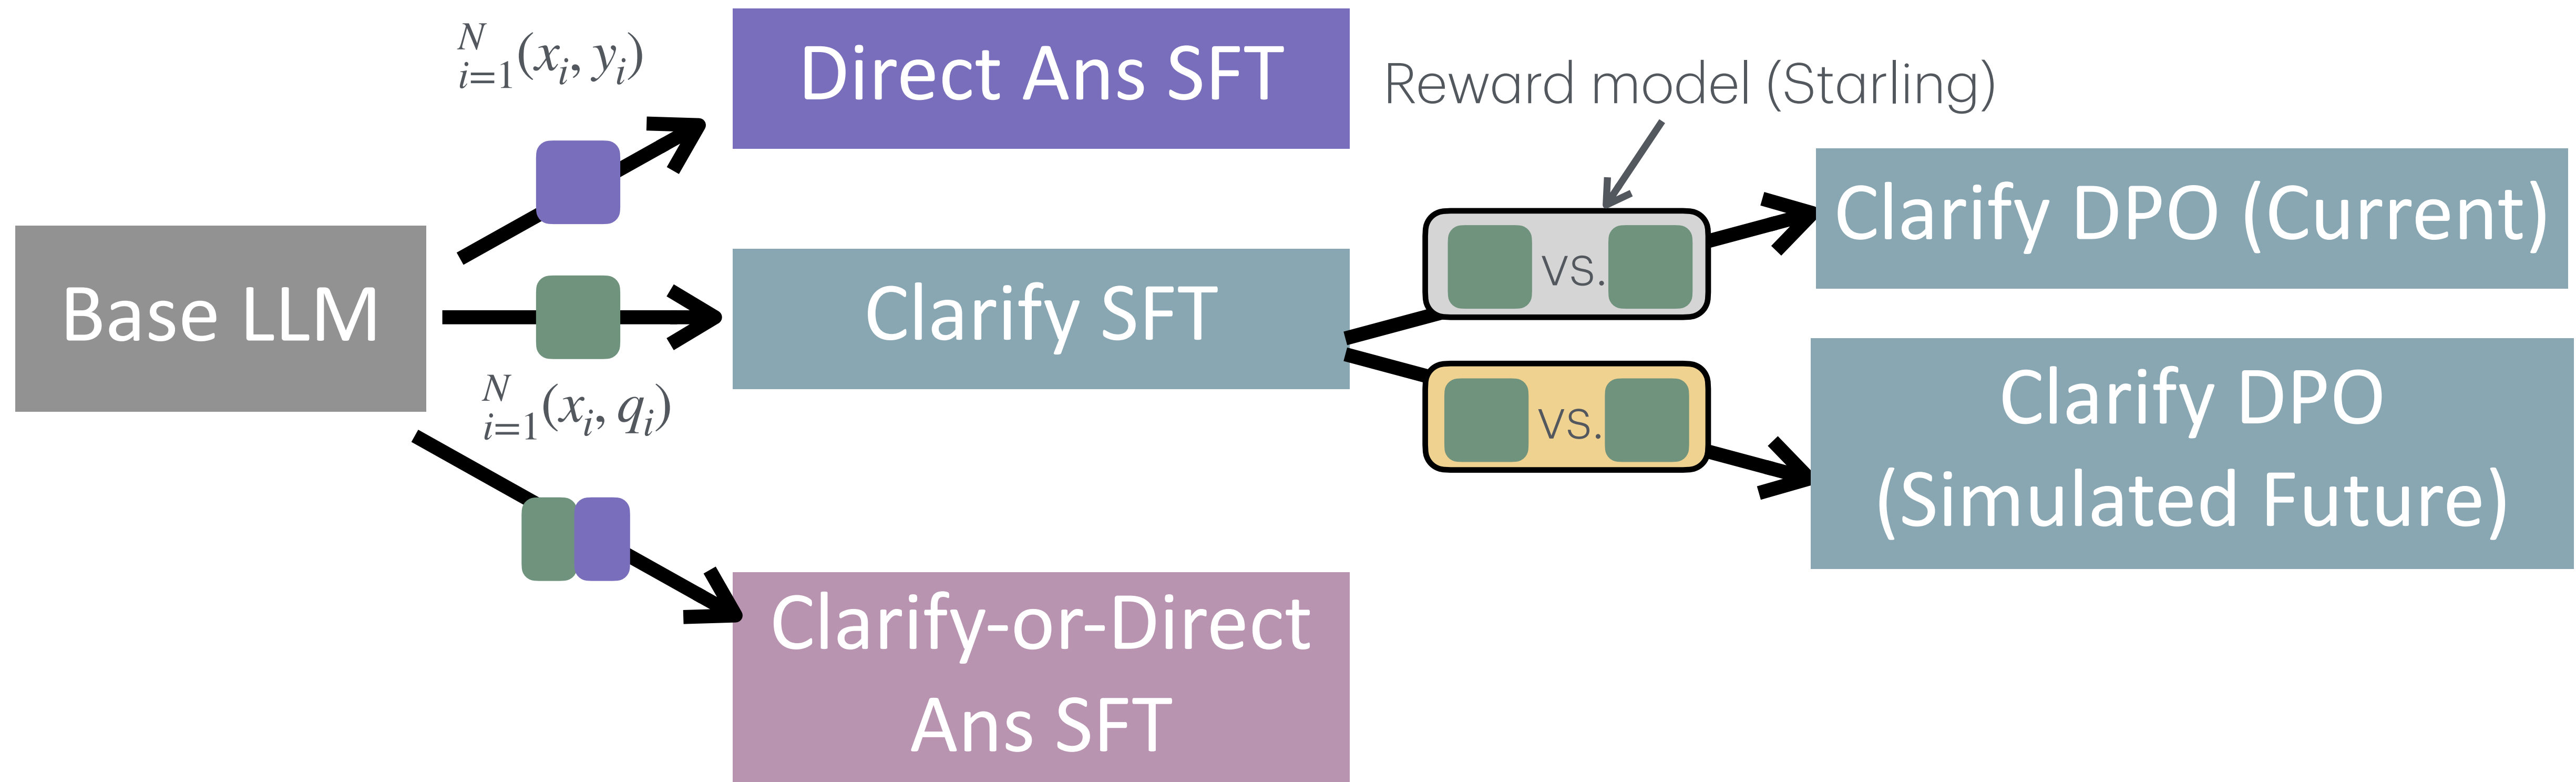 N
i=1(xᵢ, yᵢ)
Direct Ans SFT
Reward model (Starling)
Base LLM
Clarify SFT
vs.
Clarify DPO (Current)
N
i=1(xᵢ, qᵢ)
vs.
Clarify DPO
(Simulated Future)
Clarify-or-Direct
Ans SFT